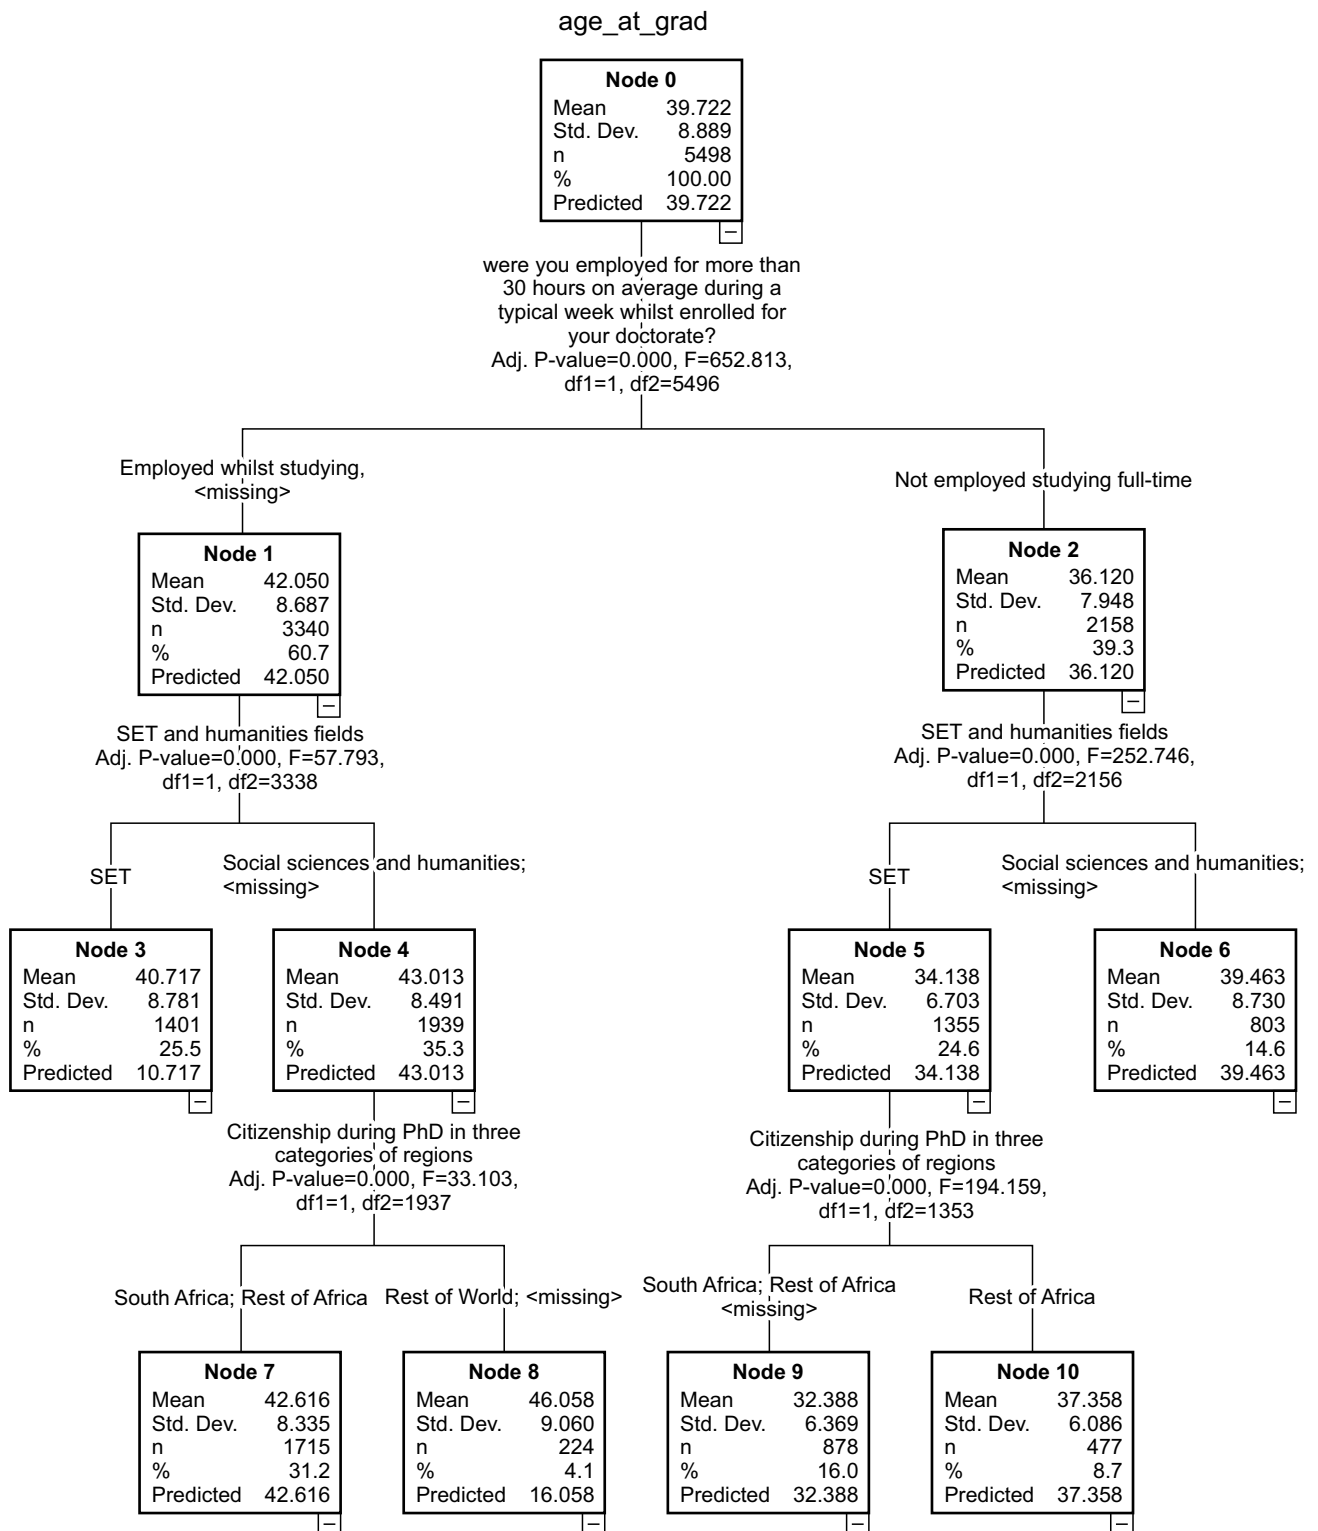 age_at_grad
Node 0
Mean 39.722
Std. Dev. 8.889
n 5498
% 100.00
Predicted 39.722
were you employed for more than
30 hours on average during a
typical week whilst enrolled for
your doctorate?
Adj. P-value=0.000, F=652.813,
df1=1, df2=5496
Employed whilst studying,
<missing>
Not employed studying full-time
Node 1
Mean 42.050
Std. Dev. 8.687
n 3340
% 60.7
Predicted 42.050
Node 2
Mean 36.120
Std. Dev. 7.948
n 2158
% 39.3
Predicted 36.120
SET and humanities fields
Adj. P-value=0.000, F=57.793,
df1=1, df2=3338
SET and humanities fields
Adj. P-value=0.000, F=252.746,
df1=1, df2=2156
SET
Social sciences and humanities;
<missing>
SET
Social sciences and humanities;
<missing>
Node 3
Mean 40.717
Std. Dev. 8.781
n 1401
% 25.5
Predicted 10.717
Node 4
Mean 43.013
Std. Dev. 8.491
n 1939
% 35.3
Predicted 43.013
Node 5
Mean 34.138
Std. Dev. 6.703
n 1355
% 24.6
Predicted 34.138
Node 6
Mean 39.463
Std. Dev. 8.730
n 803
% 14.6
Predicted 39.463
Citizenship during PhD in three
categories of regions
Adj. P-value=0.000, F=33.103,
df1=1, df2=1937
Citizenship during PhD in three
categories of regions
Adj. P-value=0.000, F=194.159,
df1=1, df2=1353
South Africa; Rest of Africa
Rest of World; <missing>
South Africa; Rest of Africa
<missing>
Rest of Africa
Node 7
Mean 42.616
Std. Dev. 8.335
n 1715
% 31.2
Predicted 42.616
Node 8
Mean 46.058
Std. Dev. 9.060
n 224
% 4.1
Predicted 16.058
Node 9
Mean 32.388
Std. Dev. 6.369
n 878
% 16.0
Predicted 32.388
Node 10
Mean 37.358
Std. Dev. 6.086
n 477
% 8.7
Predicted 37.358